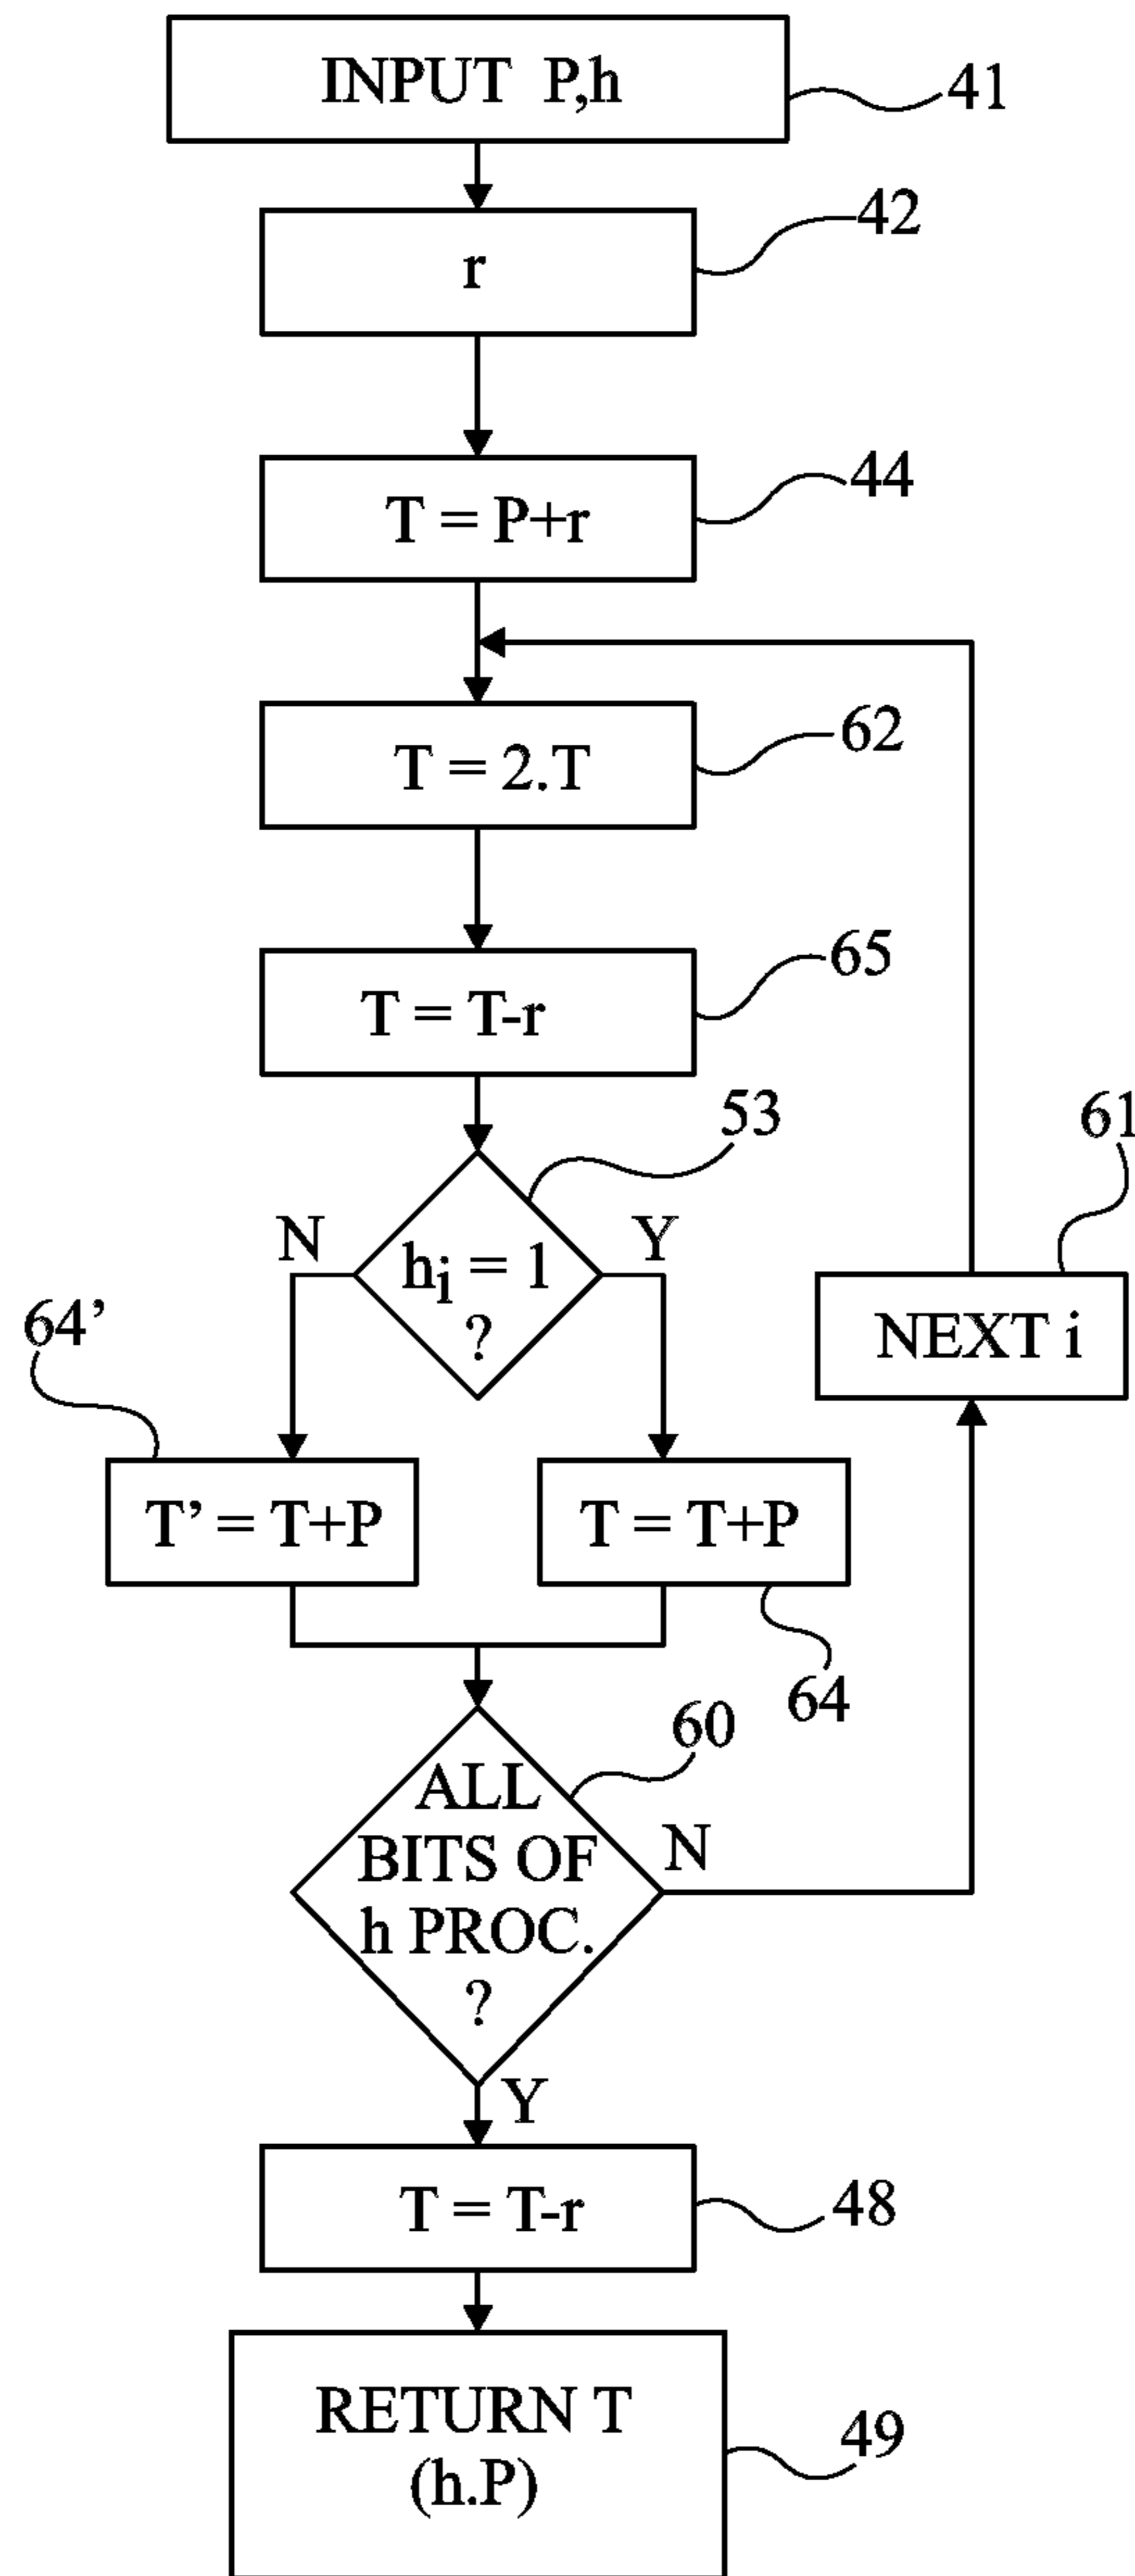 INPUT P,h
41
42
r
44
T = P+r
62
T = 2.T
65
T = T-r
53
61
N
Y
hi = 1
?
64’
NEXT i
T’ = T+P
T = T+P
64
60
ALL
BITS OF
h PROC.
?
N
Y
T = T-r
48
RETURN T
(h.P)
49